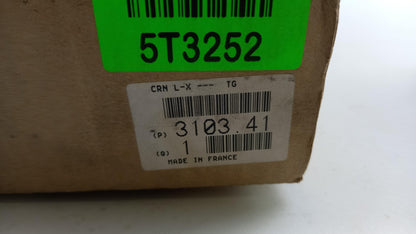 5T3252
CRN L-X --- TG
(P) 3103.41
(Q) 1
MADE IN FRANCE